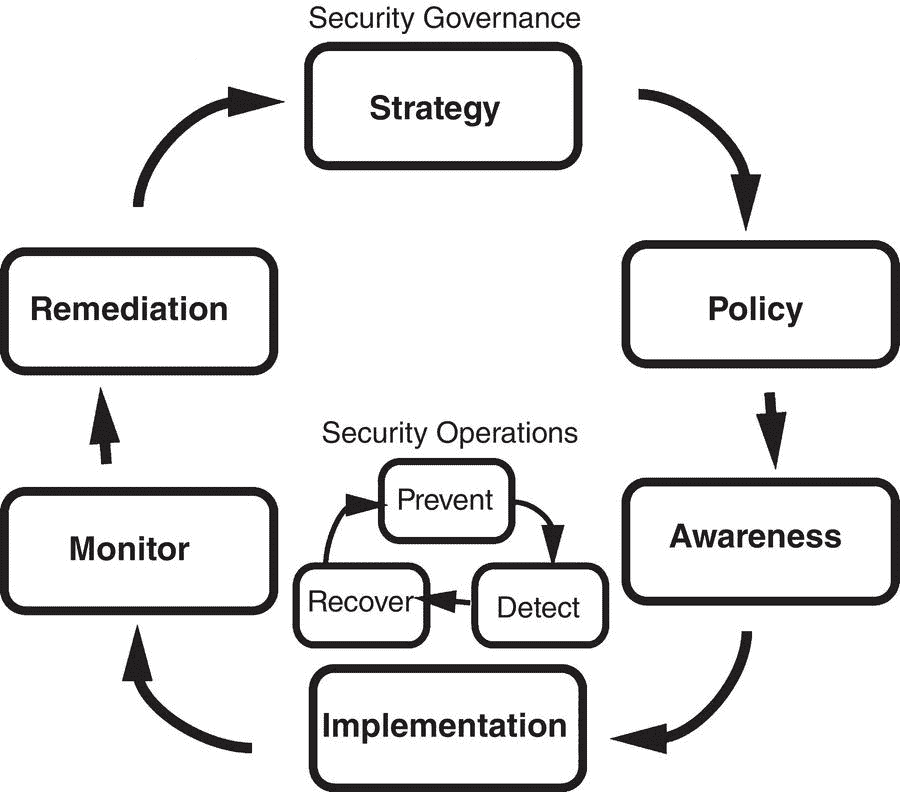 Security Governance
Strategy
Remediation
Policy
Security Operations
Prevent
Monitor
Awareness
Recover
Detect
Implementation